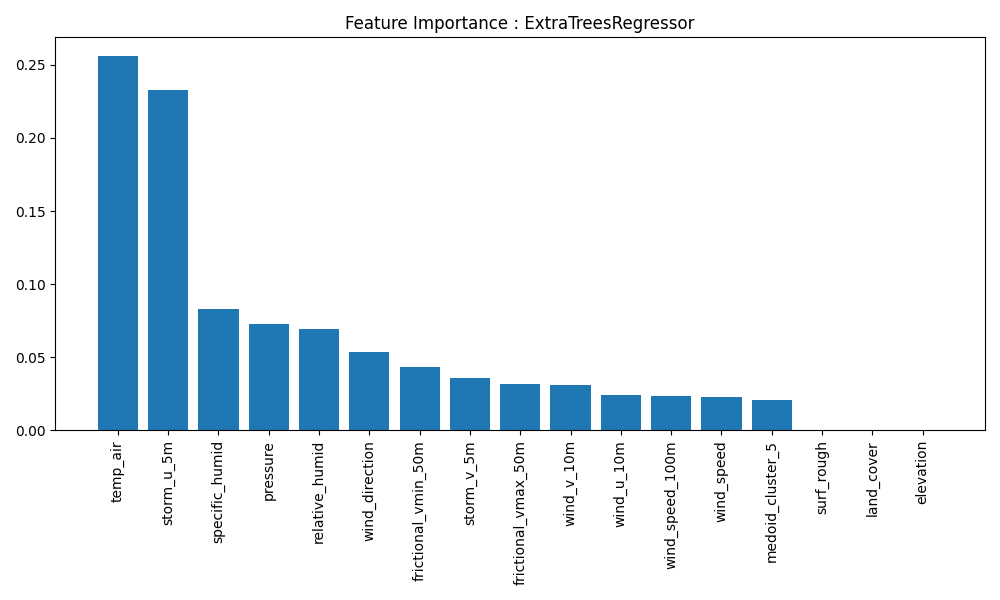 Feature Importance : ExtraTreesRegressor
0.25
0.20
0.15
0.10
0.05
0.00
temp_air
storm_u_5m
specific_humid
pressure
relative_humid
wind_direction
frictional_vmin_50m
storm_v_5m
frictional_vmax_50m
wind_v_10m
wind_u_10m
wind_speed_100m
wind_speed
medoid_cluster_5
surf_rough
land_cover
elevation